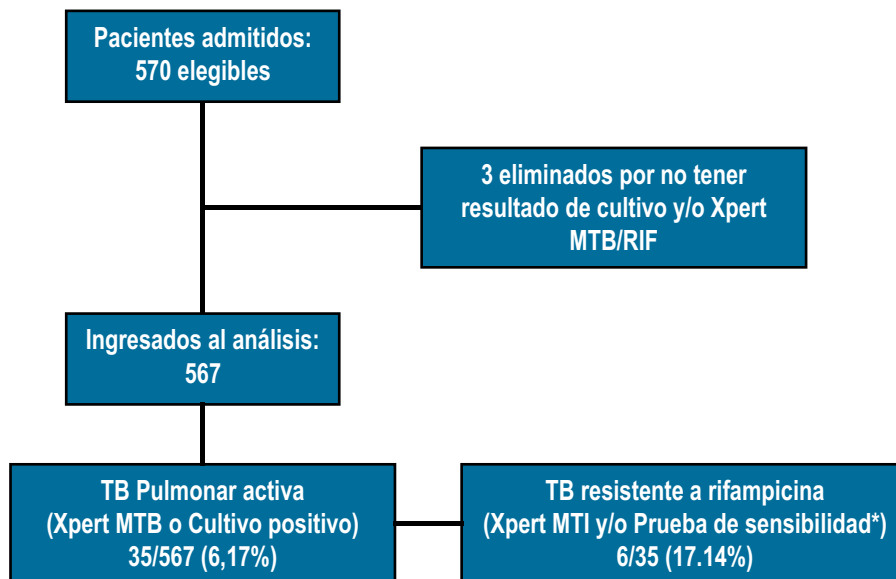 Pacientes admitidos:
570 elegibles
3 eliminados por no tener
resultado de cultivo y/o Xpert
MTB/RIF
Ingresados al análisis:
567
TB Pulmonar activa
(Xpert MTB o Cultivo positivo)
35/567 (6,17%)
TB resistente a rifampicina
(Xpert MTI y/o Prueba de sensibilidad*)
6/35 (17.14%)